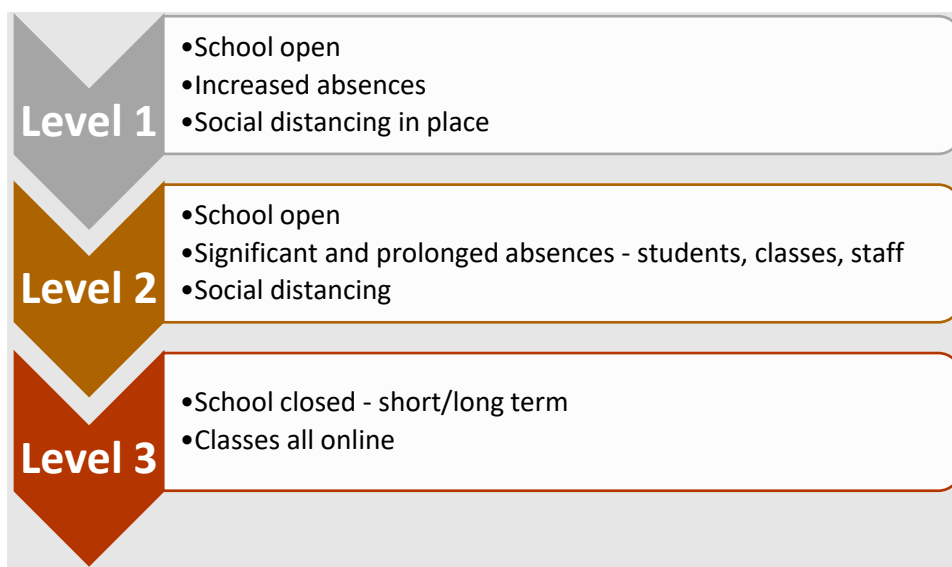 Level 1
•School open
•Increased absences
•Social distancing in place
Level 2
•School open
•Significant and prolonged absences - students, classes, staff
•Social distancing
Level 3
•School closed - short/long term
•Classes all online